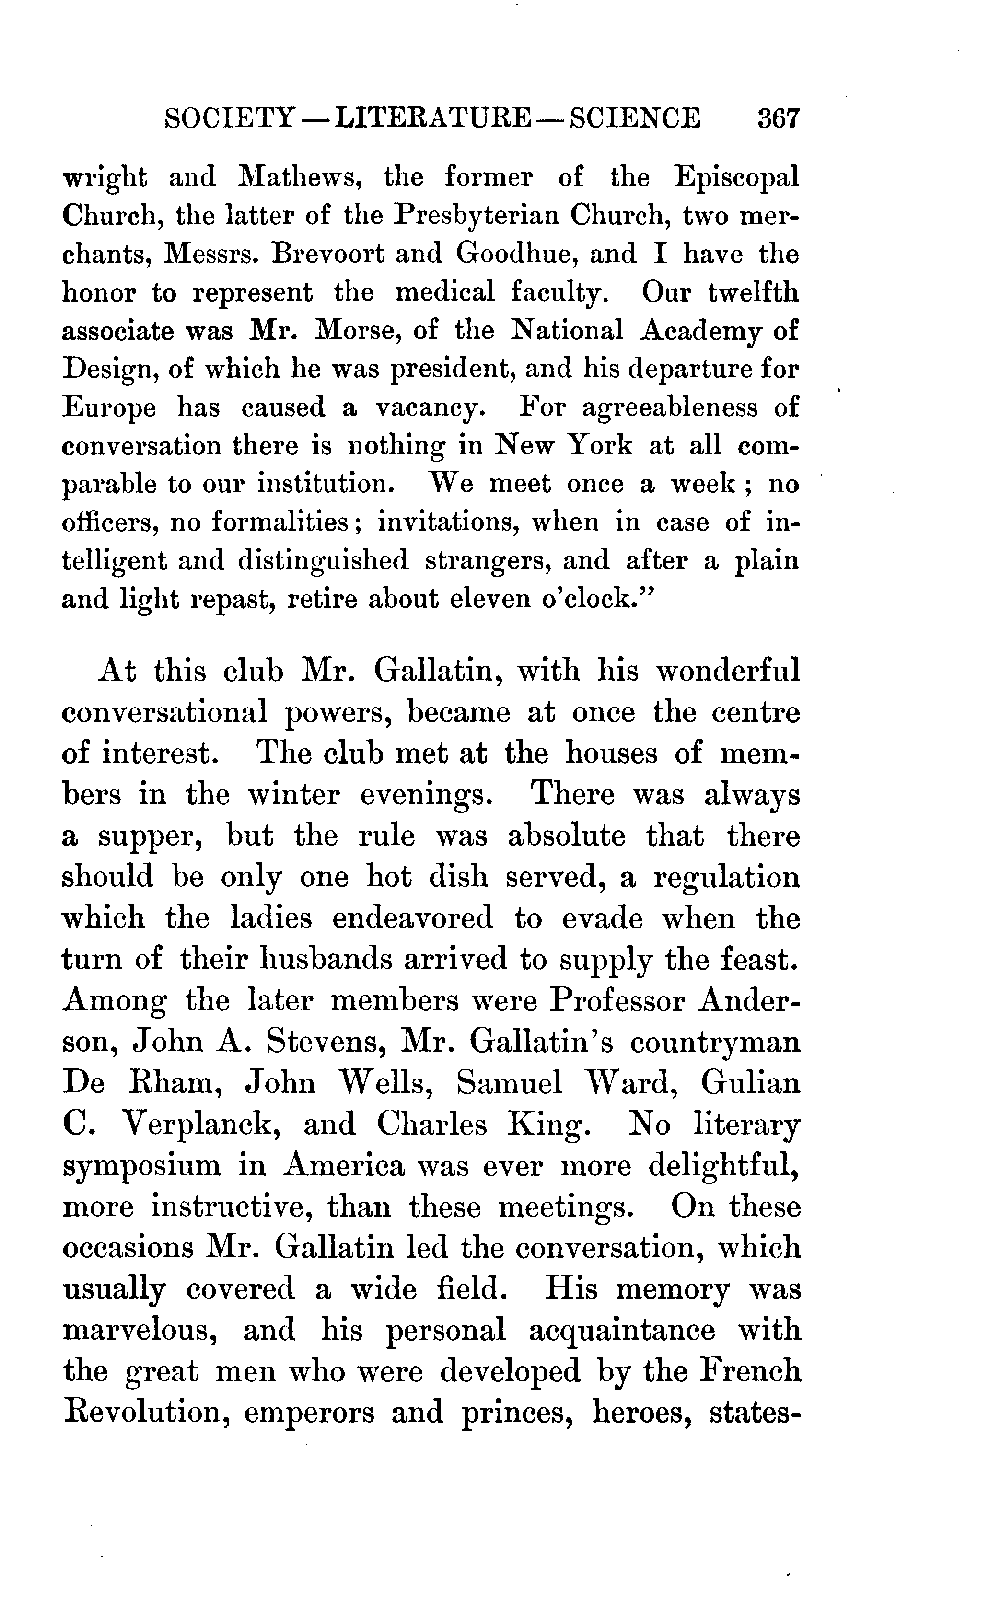 SOCIETY—LITERATURE—SCIENCE 367
wright and Mathews, the former of the Episcopal
Church, the latter of the Presbyterian Church, two mer-
chants, Messrs. Brevoort and Goodhue, and I have the
honor to represent the medical faculty. Our twelfth
associate was Mr. Morse, of the National Academy of
Design, of which he was president, and his departure for
Europe has caused a vacancy. For agreeableness of
conversation there is nothing in New York at all com-
parable to our institution. We meet once a week; no
officers, no formalities; invitations, when in case of in-
telligent and distinguished strangers, and after a plain
and light repast, retire about eleven o'clock."
At this club Mr. Gallatin, with his wonderful
conversational powers, became at once the centre
of interest. The club met at the houses of mem-
bers in the winter evenings. There was always
a supper, but the rule was absolute that there
should be only one hot dish served, a regulation
which the ladies endeavored to evade when the
turn of their husbands arrived to supply the feast.
Among the later members were Professor Ander-
son, John A. Stevens, Mr. Gallatin's countryman
De Rham, John Wells, Samuel Ward, Gulian
C. Verplanck, and Charles King. No literary
symposium in America was ever more delightful,
more instructive, than these meetings. On these
occasions Mr. Gallatin led the conversation, which
usually covered a wide field. His memory was
marvelous, and his personal acquaintance with
the great men who were developed by the French
Revolution, emperors and princes, heroes, states-